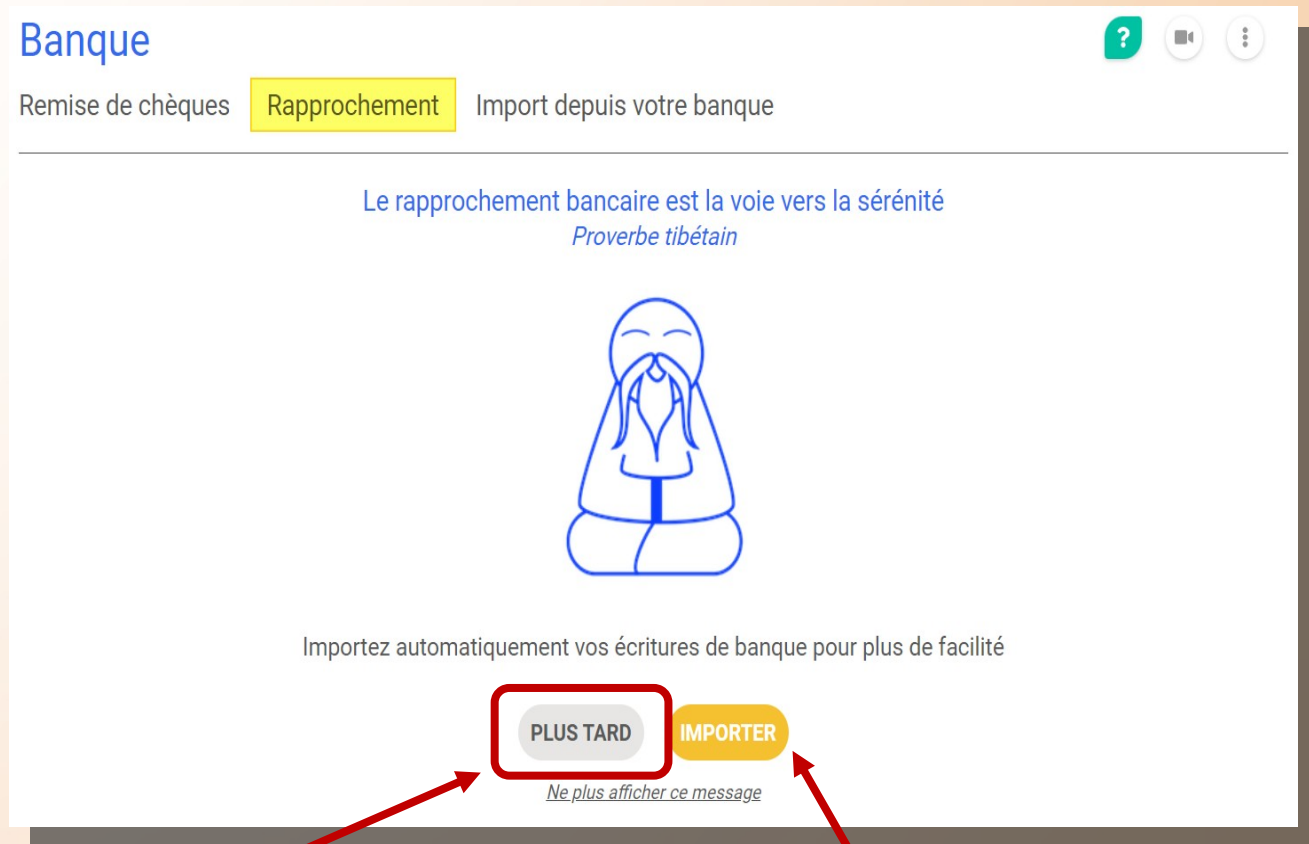 Banque
?
Remise de chèques Rapprochement Import depuis votre banque
Le rapprochement bancaire est la voie vers la sérénité
Proverbe tibétain
Importez automatiquement vos écritures de banque pour plus de facilité
PLUS TARD IMPORTER
Ne plus afficher ce message